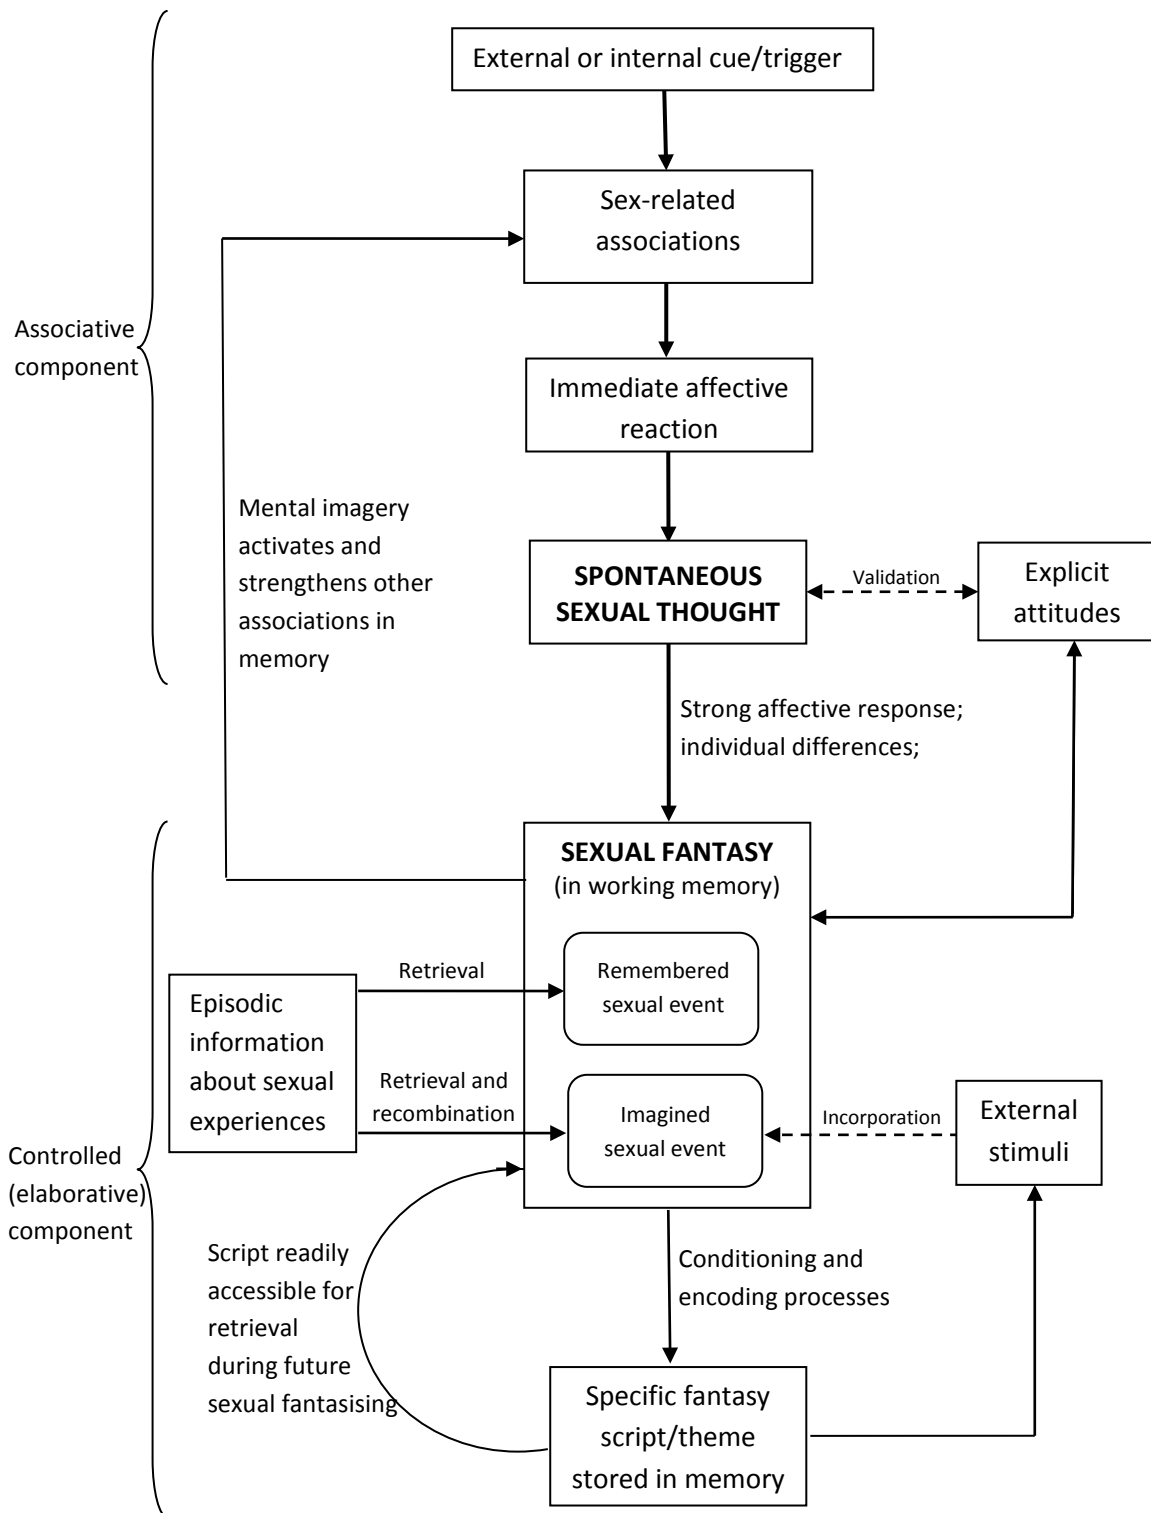 External or internal cue/trigger
Sex-related
associations
Associative
component
Immediate affective
reaction
Mental imagery
activates and
strengthens other
associations in
memory
SPONTANEOUS
SEXUAL THOUGHT
Validation
Explicit
attitudes
Strong affective response;
individual differences;
SEXUAL FANTASY
(in working memory)
Retrieval
Remembered
sexual event
Episodic
information
about sexual
experiences
Retrieval and
recombination
Imagined
sexual event
Incorporation
External
stimuli
Controlled
(elaborative)
component
Script readily
accessible for
retrieval
during future
sexual fantasising
Conditioning and
encoding processes
Specific fantasy
script/theme
stored in memory